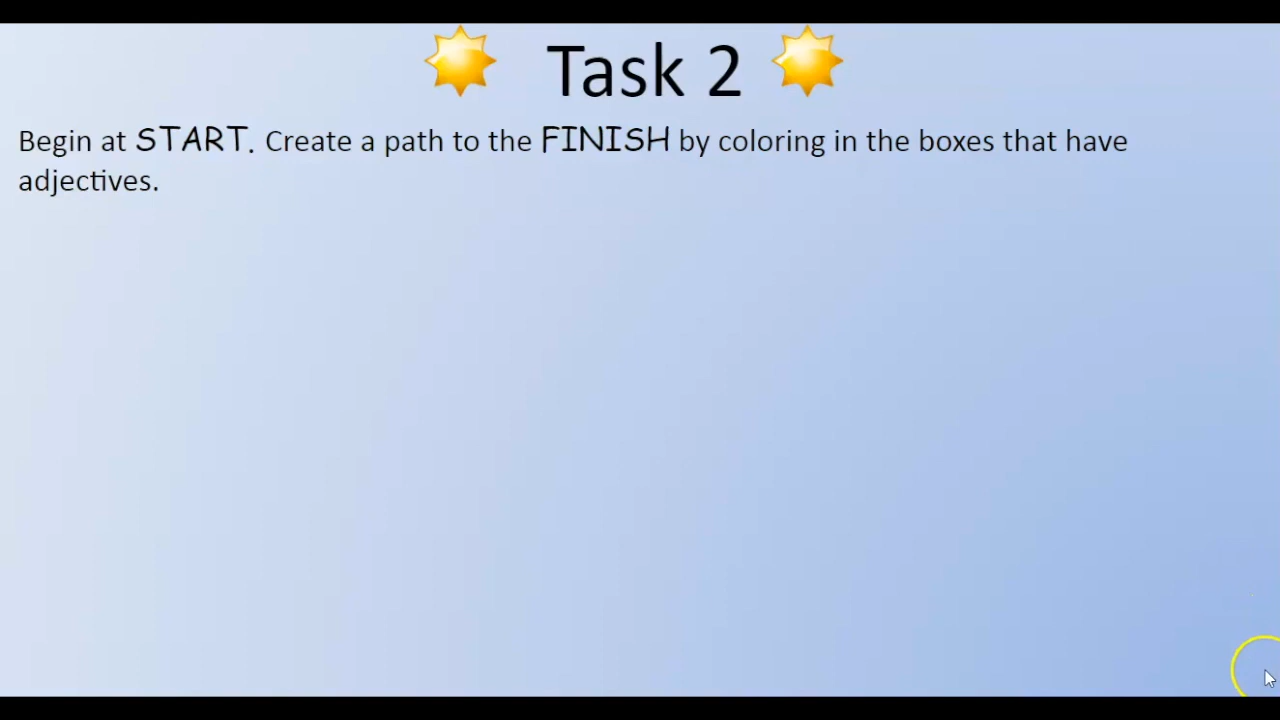 Task 2
Begin at START. Create a path to the FINISH by coloring in the boxes that have
adjectives.